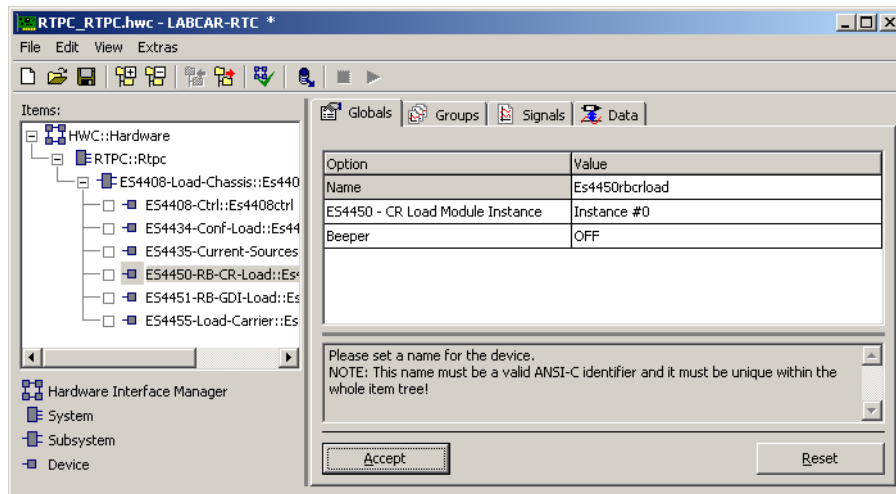 RTPC_RTPC.hwc - LABCAR-RTC *
File Edit View Extras
Items:
HWC::Hardware
RTPC::Rtpc
ES4408-Load-Chassis::Es440
ES4408-Ctrl::Es4408ctrl
ES4434-Conf-Load::Es44
ES4435-Current-Sources
ES4450-RB-CR-Load::Es4
ES4451-RB-GDI-Load::Es
ES4455-Load-Carrier::Es
Hardware Interface Manager
System
Subsystem
Device
Globals Groups Signals Data
Option Value
Name Es4450rbcrload
ES4450 - CR Load Module Instance Instance #0
Beeper OFF
Please set a name for the device.
NOTE: This name must be a valid ANSI-C identifier and it must be unique within the
whole item tree!
Accept Reset